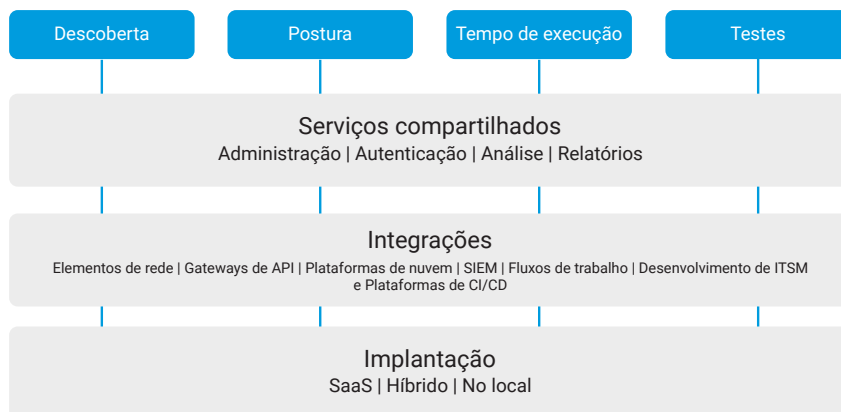 Descoberta
Postura
Tempo de execução
Testes
Serviços compartilhados
Administração | Autenticação | Análise | Relatórios
Integrações
Elementos de rede | Gateways de API | Plataformas de nuvem | SIEM | Fluxos de trabalho | Desenvolvimento de ITSM
e Plataformas de CI/CD
Implantação
SaaS | Híbrido | No local